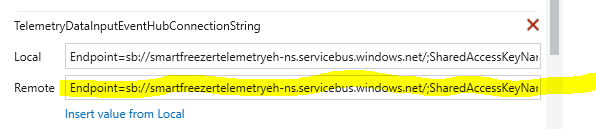 TelemetryDataInputEventHubConnectionString
Local Endpoint=sb://smartfreezertelemetryeh-ns.servicebus.windows.net/;SharedAccessKeyNar
Remote Endpoint=sb://smartfreezertelemetryeh-ns.servicebus.windows.net/;SharedAccessKeyNar
Insert value from Local